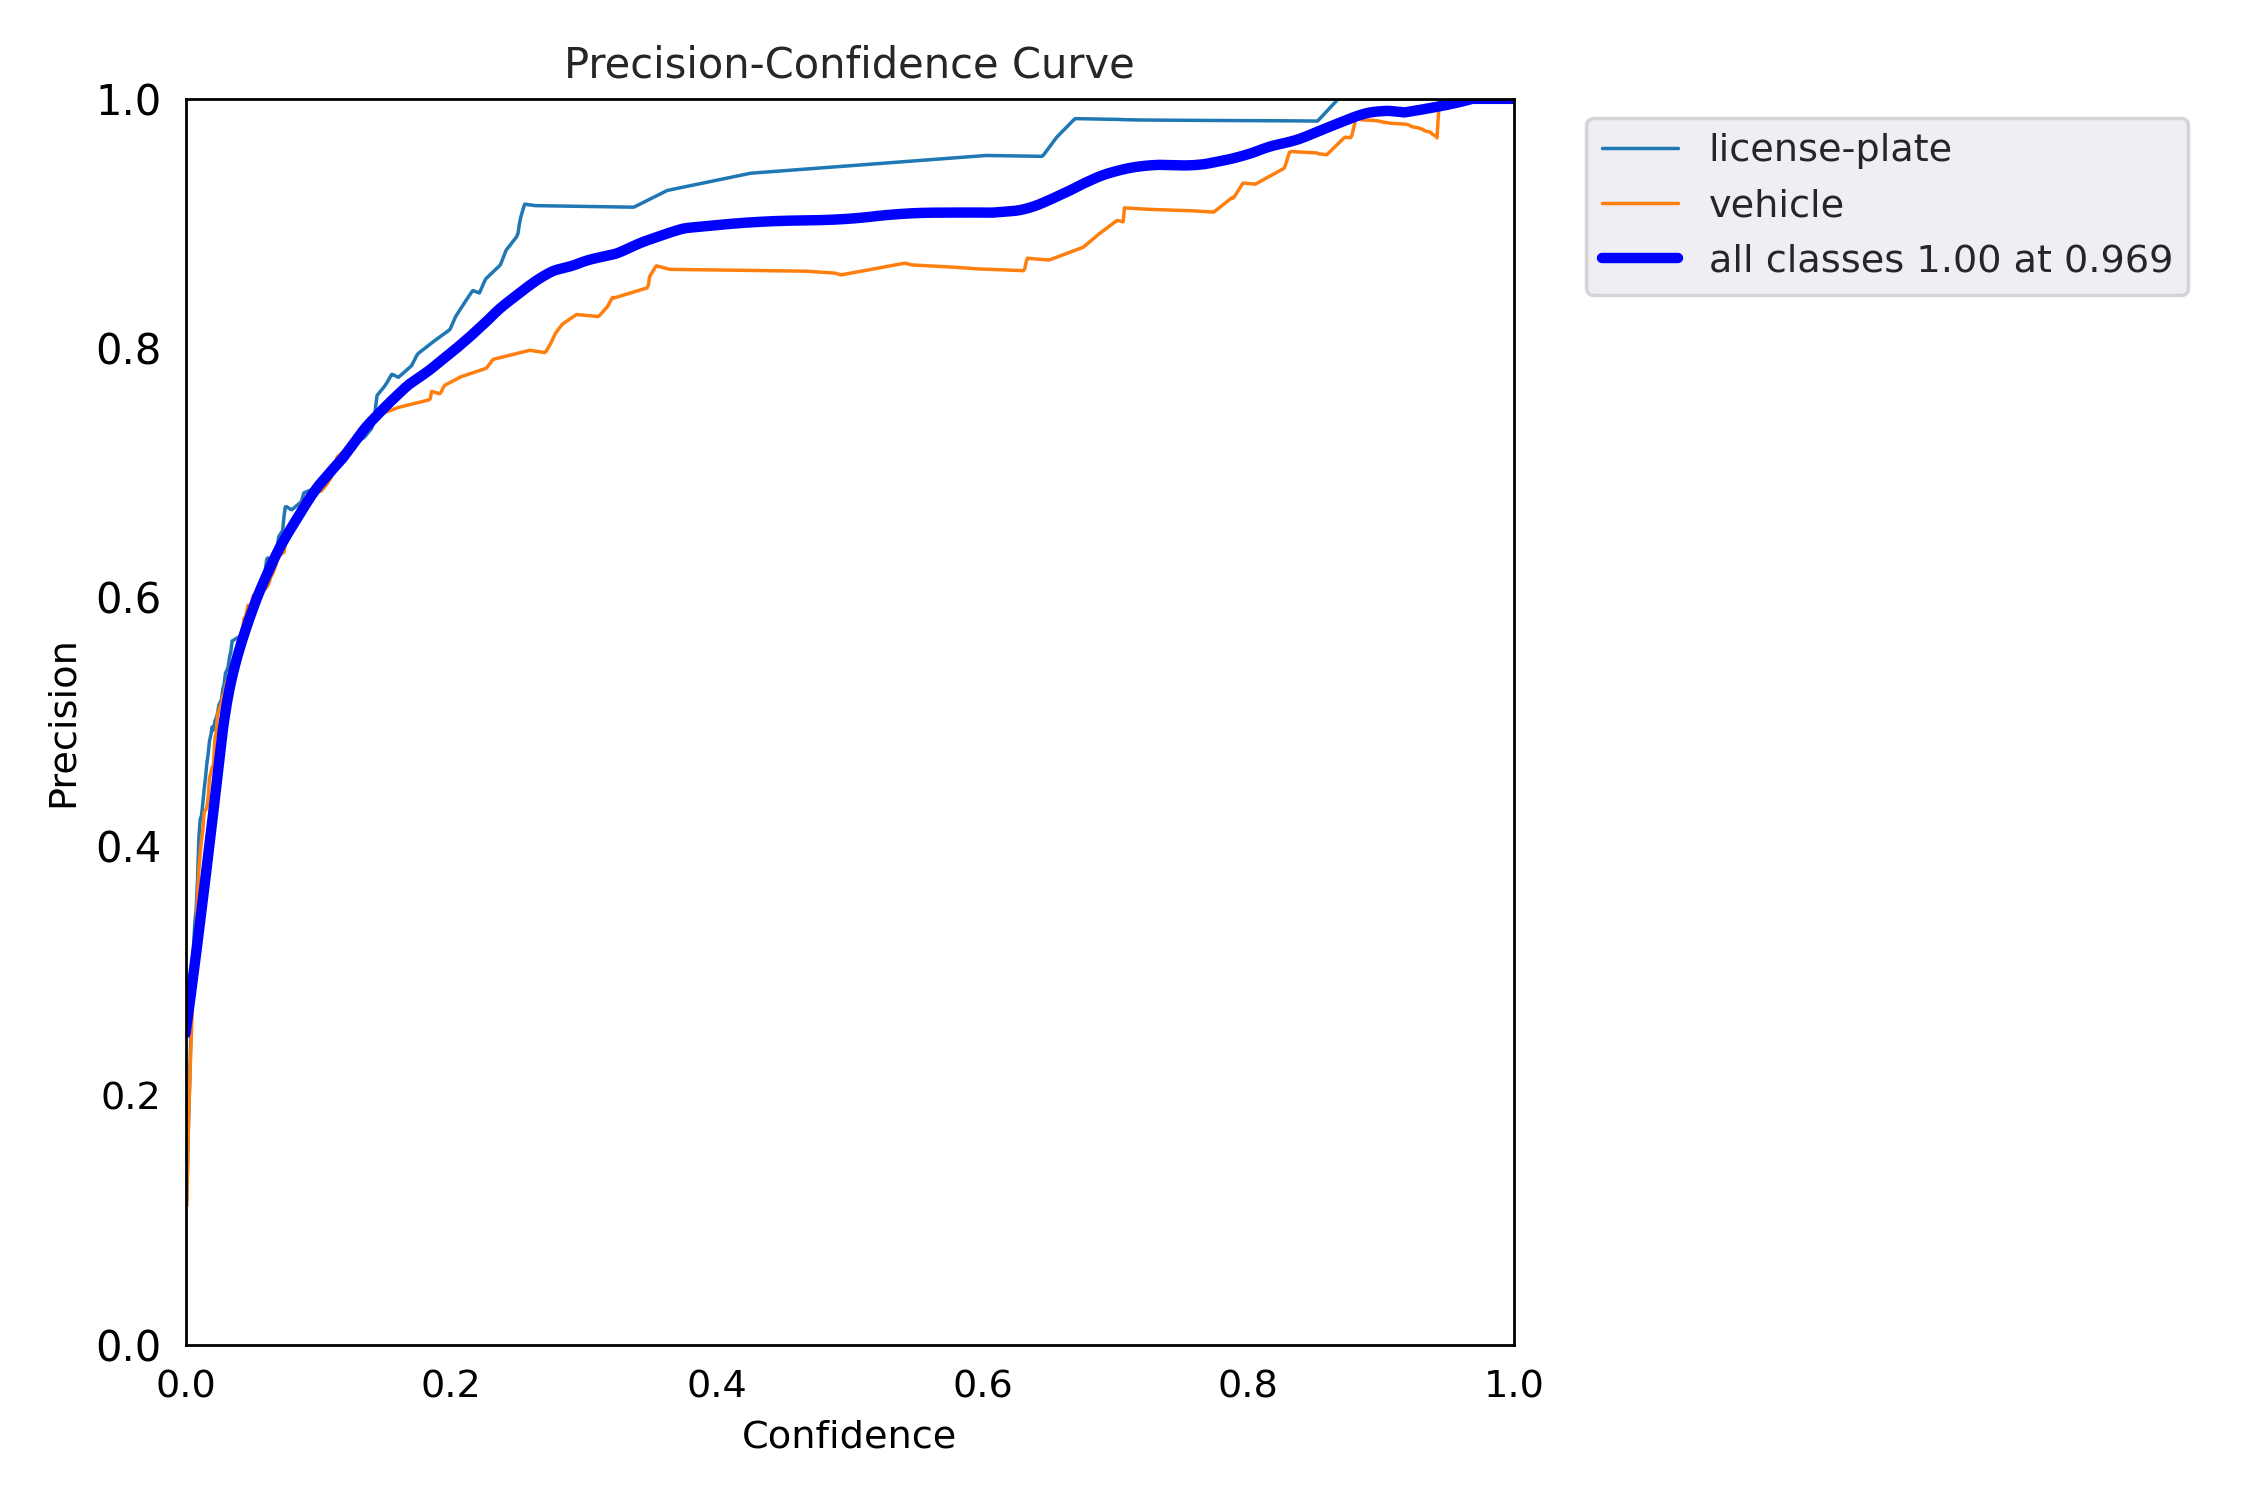 Precision-Confidence Curve
1.0
0.8
0.6
0.4
0.2
0.0
Precision
0.0 0.2 0.4 0.6 0.8 1.0
Confidence
license-plate
vehicle
all classes 1.00 at 0.969